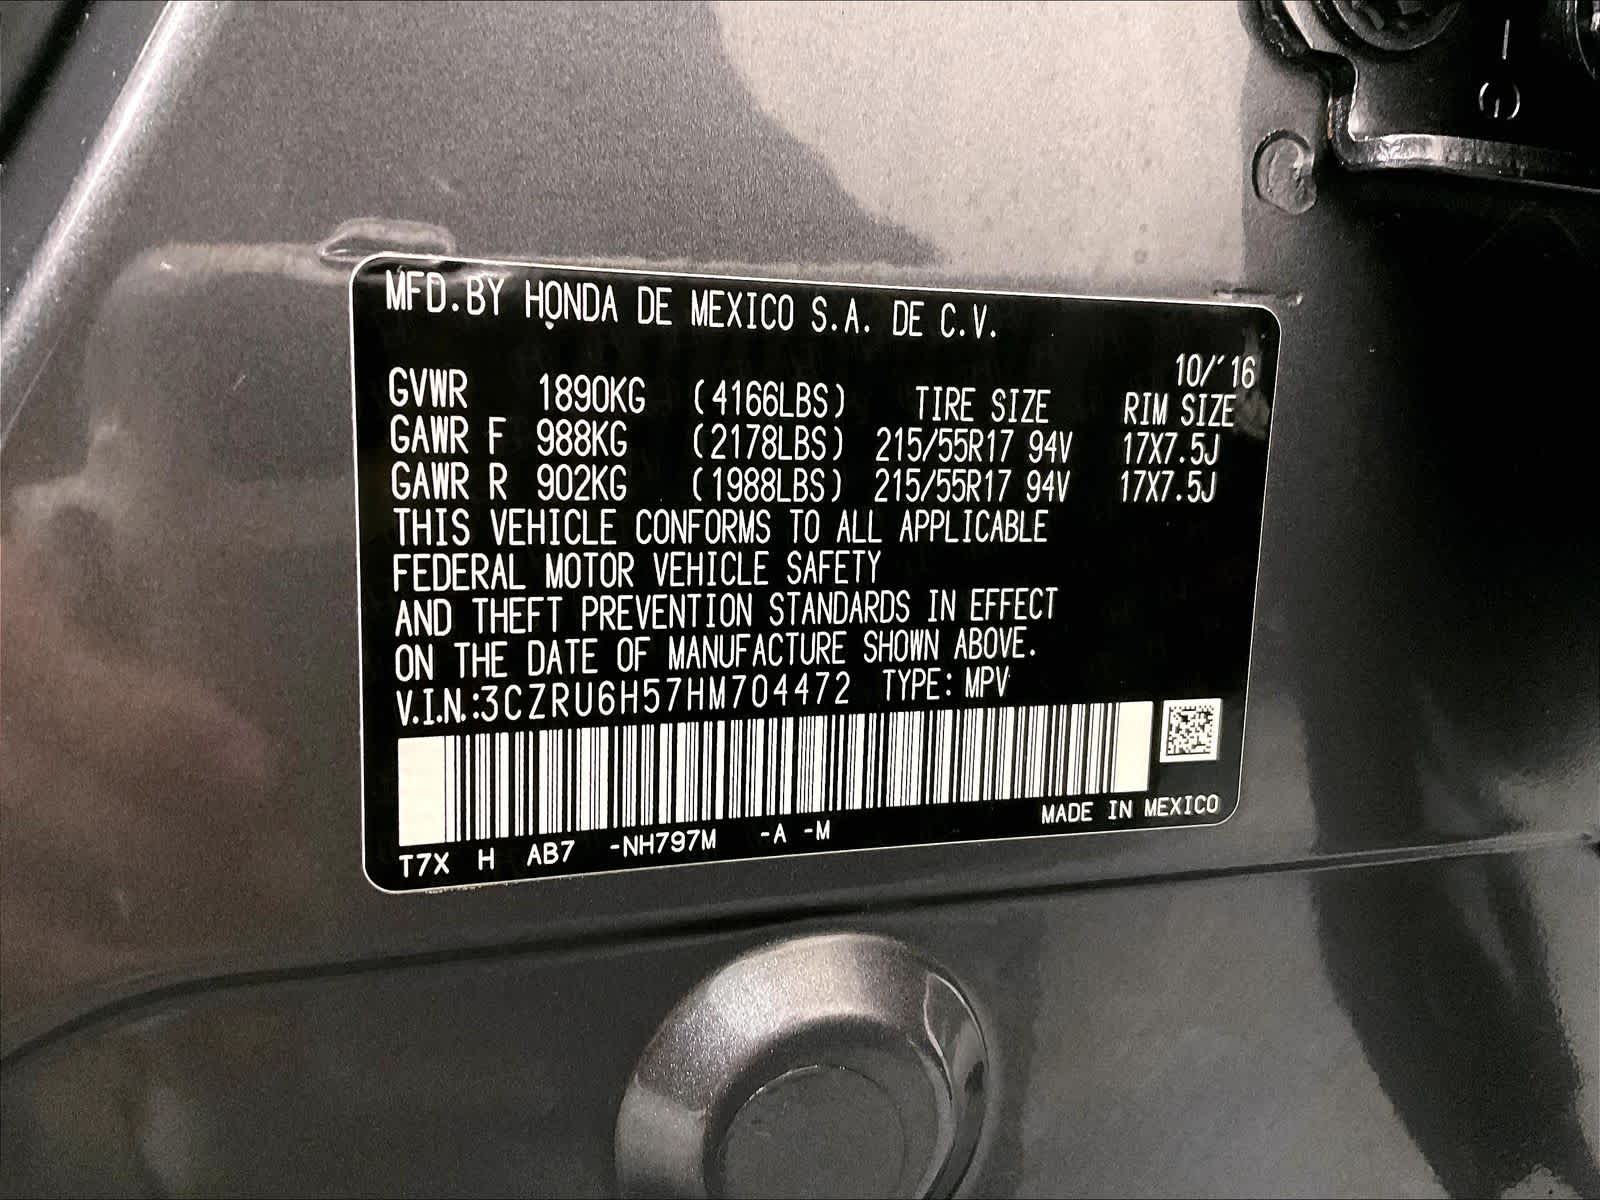 MFD.BY HONDA DE MEXICO S.A. DE C.V.
10/'16
GVWR 1890KG (4166LBS) TIRE SIZE RIM SIZE
GAWR F 988KG (2178LBS) 215/55R17 94V 17X7.5J
GAWR R 902KG (1988LBS) 215/55R17 94V 17X7.5J
THIS VEHICLE CONFORMS TO ALL APPLICABLE
FEDERAL MOTOR VEHICLE SAFETY
AND THEFT PREVENTION STANDARDS IN EFFECT
ON THE DATE OF MANUFACTURE SHOWN ABOVE.
V.I.N.:3CZRU6H57HM704472 TYPE: MPV
MADE IN MEXICO
T7X H AB7 -NH797M -A -M